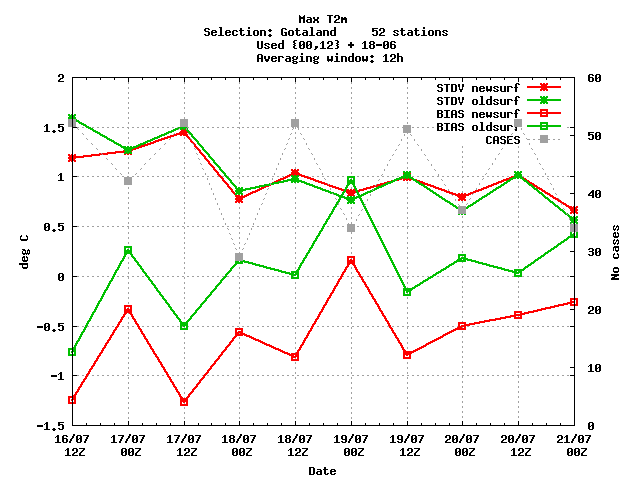 Max T2m
Selection: Gotaland 52 stations
Used {00,12} + 18-06
Averaging window: 12h
2
1.5
1
0.5
0
-0.5
-1
-1.5
deg C
60
50
40
30
20
10
0
No cases
STDV newsurf
STDV oldsurf
BIAS newsurf
BIAS oldsurf
CASES
16/07 17/07 17/07 18/07 18/07 19/07 19/07 20/07 20/07 21/07
12Z 00Z 12Z 00Z 12Z 00Z 12Z 00Z 12Z 00Z
Date